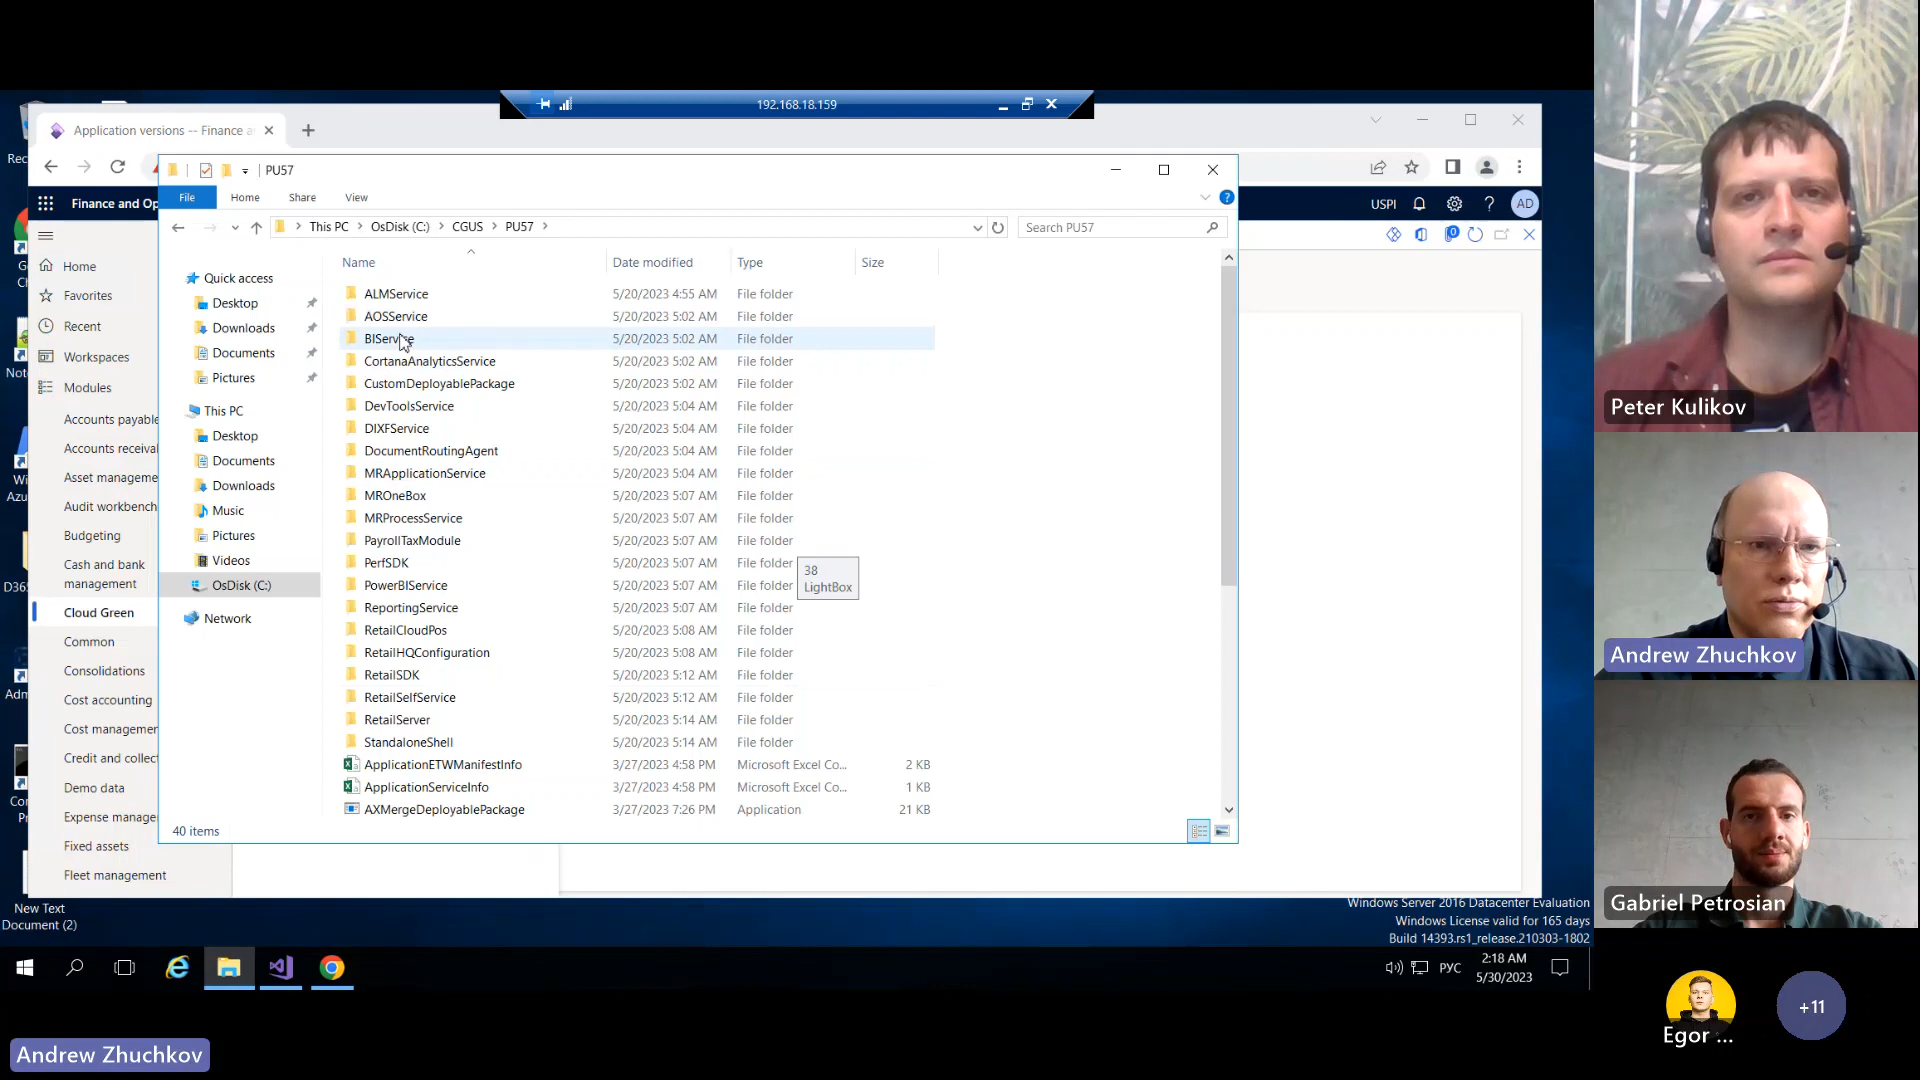 192.168.18.159
Application versions -- Finance a
PU57
File
Home
Share
View
This PC
OsDisk (C:)
CGUS
PU57
Search PU57
Finance and Op
USPI
AD
Home
Favorites
Recent
Workspaces
Modules
Accounts payable
Accounts receival
Asset manageme
Audit workbench
Budgeting
Cash and bank
management
Cloud Green
Common
Consolidations
Cost accounting
Cost managemer
Credit and collect
Demo data
Expense manage
Fixed assets
Fleet management
Quick access
Desktop
Downloads
Documents
Pictures
This PC
Desktop
Documents
Downloads
Music
Pictures
Videos
OsDisk (C:)
Network
Name Date modified Type Size
ALMService 5/20/2023 4:55 AM File folder
AOSService 5/20/2023 5:02 AM File folder
BIService 5/20/2023 5:02 AM File folder
CortanaAnalyticsService 5/20/2023 5:02 AM File folder
CustomDeployablePackage 5/20/2023 5:02 AM File folder
DevToolsService 5/20/2023 5:04 AM File folder
DIXFService 5/20/2023 5:04 AM File folder
DocumentRoutingAgent 5/20/2023 5:04 AM File folder
MRApplicationService 5/20/2023 5:04 AM File folder
MROneBox 5/20/2023 5:07 AM File folder
MRProcessService 5/20/2023 5:07 AM File folder
PayrollTaxModule 5/20/2023 5:07 AM File folder
PerfSDK 5/20/2023 5:07 AM File folder
PowerBIService 5/20/2023 5:07 AM File folder
ReportingService 5/20/2023 5:07 AM File folder
RetailCloudPos 5/20/2023 5:08 AM File folder
RetailHQConfiguration 5/20/2023 5:08 AM File folder
RetailSDK 5/20/2023 5:12 AM File folder
RetailSelfService 5/20/2023 5:12 AM File folder
RetailServer 5/20/2023 5:14 AM File folder
StandaloneShell 5/20/2023 5:14 AM File folder
ApplicationETWManifestInfo 3/27/2023 4:58 PM Microsoft Excel Co... 2 KB
ApplicationServiceInfo 3/27/2023 4:58 PM Microsoft Excel Co... 1 KB
AXMergeDeployablePackage 3/27/2023 7:26 PM Application 21 KB
38
LightBox
40 items
New Text
Document (2)
Windows Server 2016 Datacenter Evaluation
Windows License valid for 165 days
Build 14393.rs1_release.210303-1802
РУС
2:18 AM
5/30/2023
Peter Kulikov
Andrew Zhuchkov
Gabriel Petrosian
Egor ...
+11
Andrew Zhuchkov